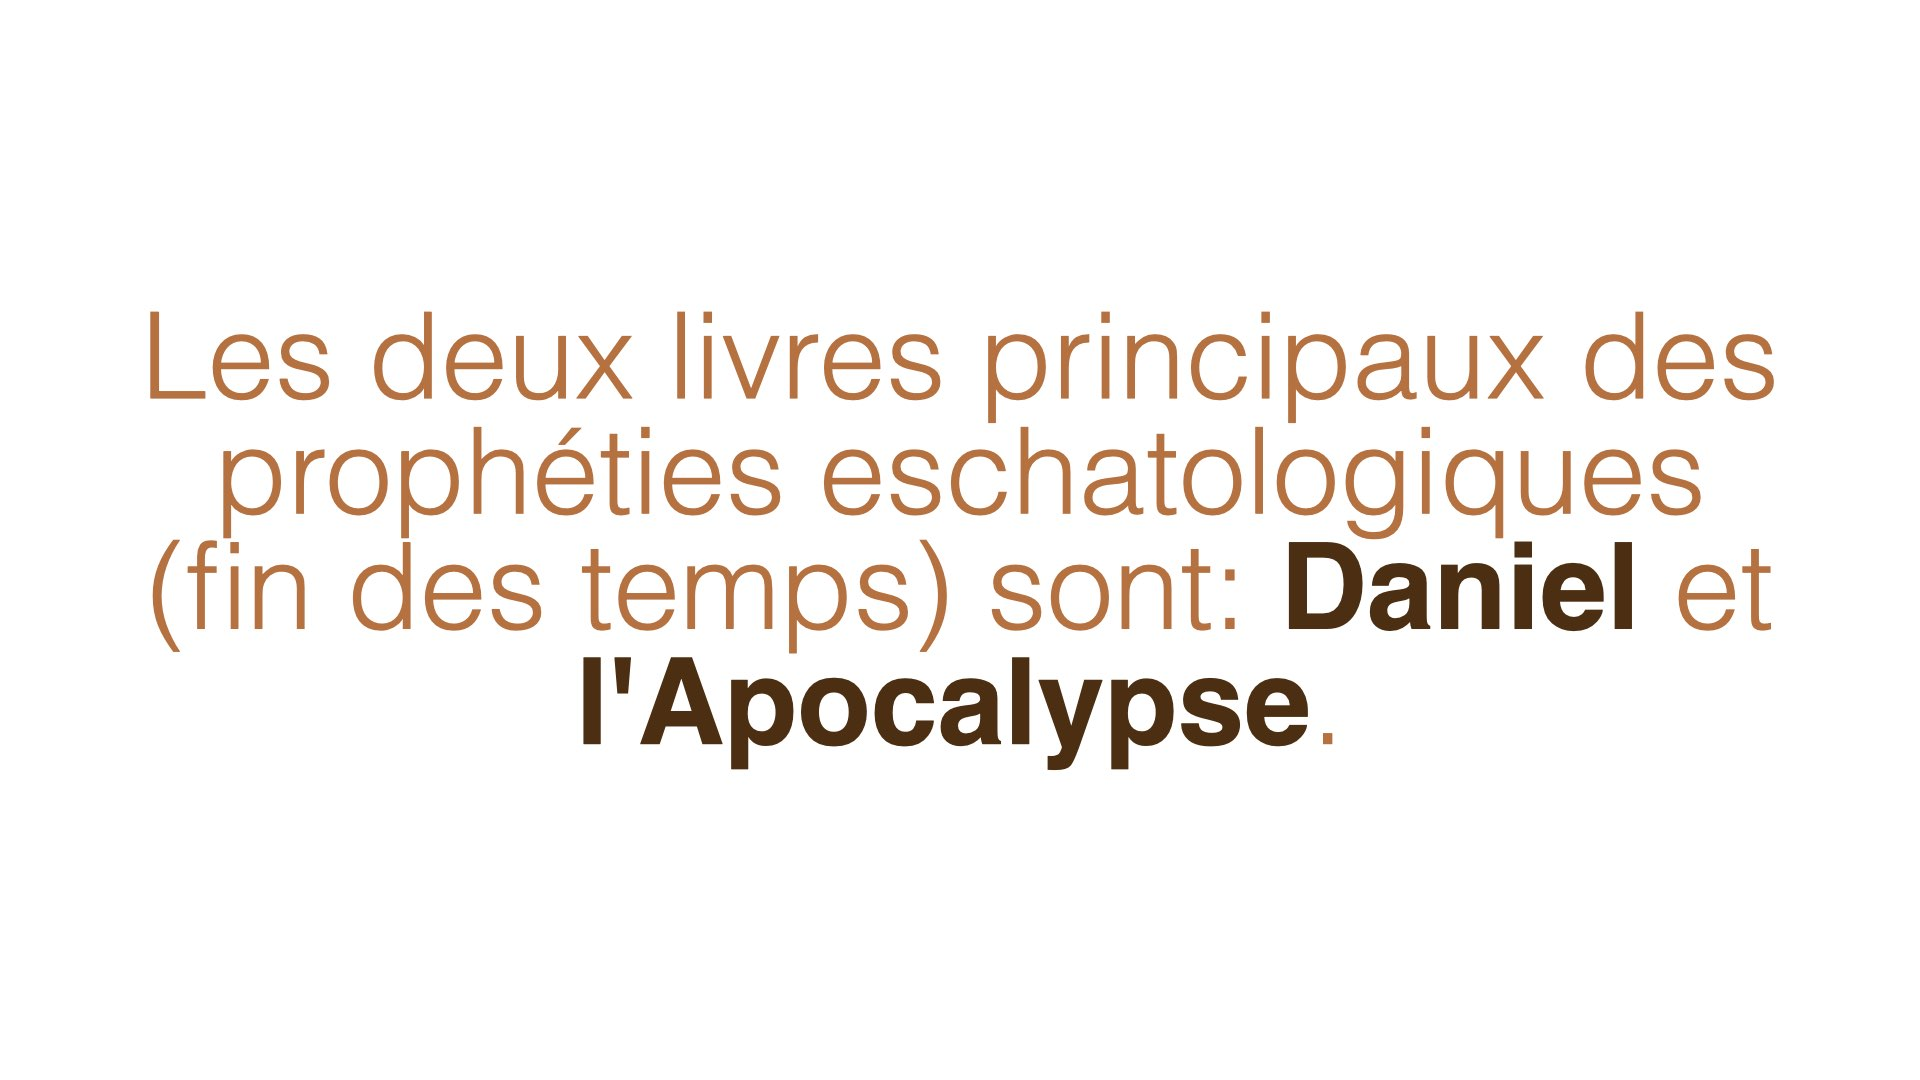 Les deux livres principaux des
prophéties eschatologiques
(fin des temps) sont: Daniel et
l'Apocalypse.